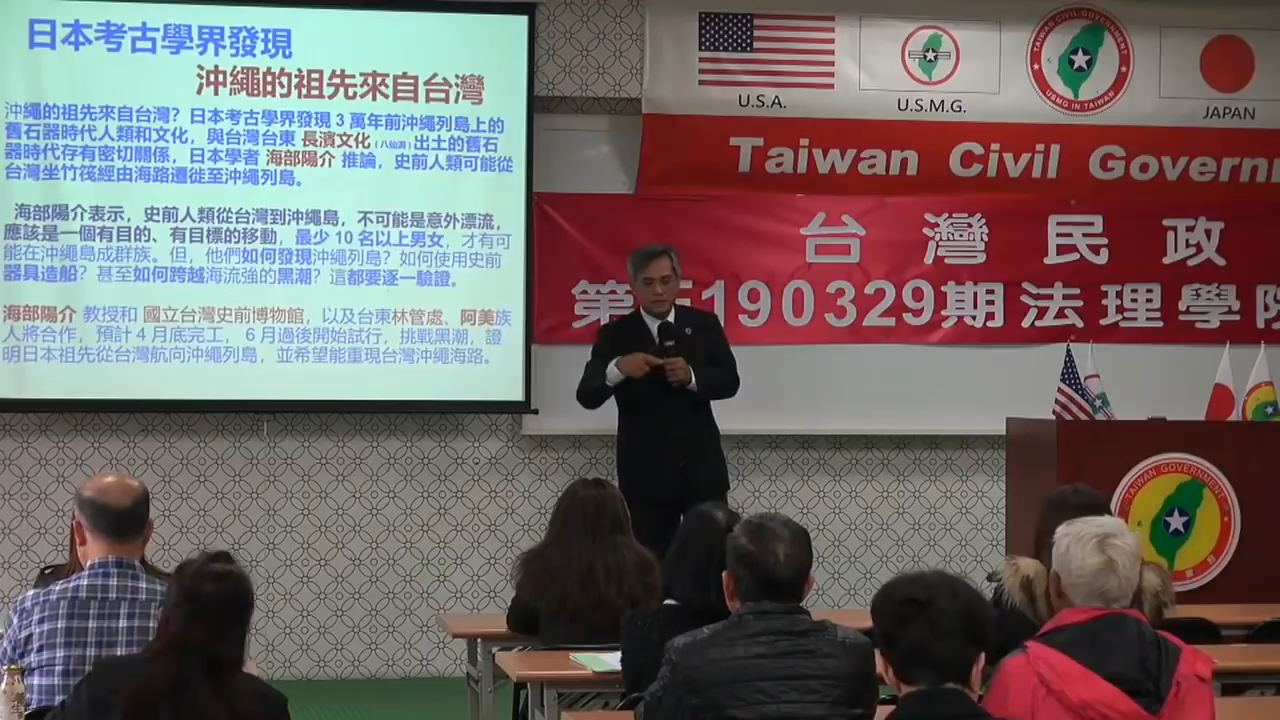 日本考古學界發現
沖繩的祖先來自台灣
沖繩的祖先來自台灣？日本考古學界發現 3 萬年前沖繩列島上的
舊石器時代人類和文化，與台灣台東 長濱文化（八仙洞）出土的舊石
器時代存有密切關係，日本學者 海部陽介 推論，史前人類可能從
台灣坐竹筏經由海路遷徙至沖繩列島。
海部陽介表示，史前人類從台灣到沖繩島，不可能是意外漂流，
應該是一個有目的、有目標的移動，最少 10 名以上男女，才有可
能在沖繩島成群族。但，他們如何發現沖繩列島？如何使用史前
器具造船？甚至如何跨越海流強的黑潮？這都要逐一驗證。
海部陽介 教授和 國立台灣史前博物館，以及台東林管處、阿美族
人將合作，預計 4 月底完工，6 月過後開始試行，挑戰黑潮，證
明日本祖先從台灣航向沖繩列島，並希望能重現台灣沖繩海路。
U.S.A.
U.S.M.G.
TAIWAN CIVIL GOVERNMENT
USMG IN TAIWAN
JAPAN
Taiwan Civil Governm
台灣民政
第 190329期法理學院
TAIWAN GOVERNMENT